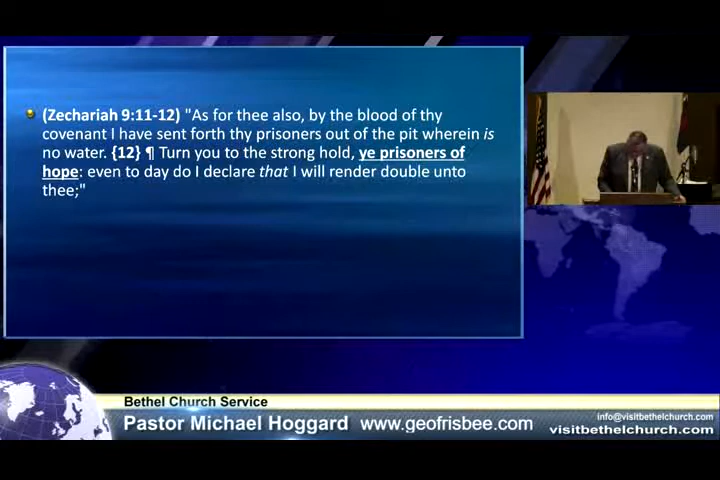 (Zechariah 9:11-12) "As for thee also, by the blood of thy
covenant I have sent forth thy prisoners out of the pit wherein is
no water. {12} ¶ Turn you to the strong hold, ye prisoners of
hope: even to day do I declare that I will render double unto
thee;"
Bethel Church Service
Pastor Michael Hoggard www.geofrisbee.com
info@visitbethelchurch.com
visitbethelchurch.com